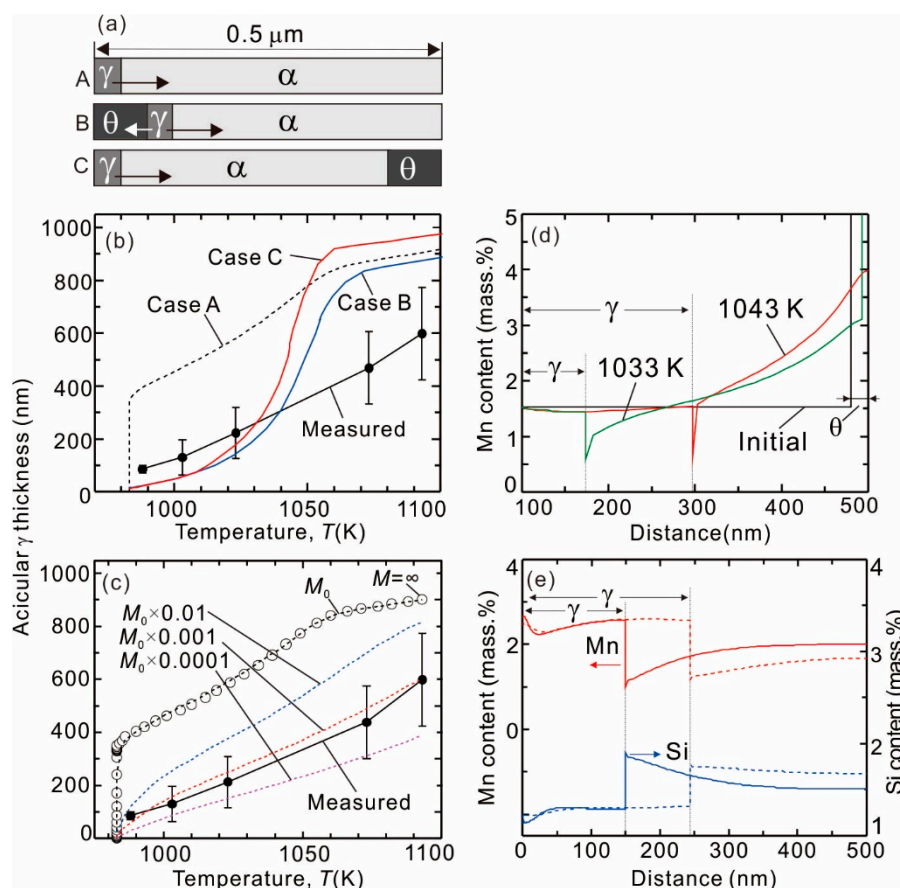 (a)
0.5 μm
A γ α
B θ γ α
C γ α θ
Acicular γ thickness (nm)
(b)
1000
800
600
400
200
0
Case C
Case A
Case B
Measured
1000 1050 1100
Temperature, T(K)
(c)
1000
800
600
400
200
0
M₀ M=∞
M₀×0.01
M₀×0.001
M₀×0.0001
Measured
1000 1050 1100
Temperature, T(K)
(d)
Mn content (mass.%)
5
4
3
2
1
0
γ
γ
1043 K
1033 K
Initial
θ
100 200 300 400 500
Distance(nm)
(e)
Mn content (mass.%)
4
2
0
Si content (mass.%)
4
3
2
1
γ
γ
Mn
Si
0 100 200 300 400 500
Distance (nm)